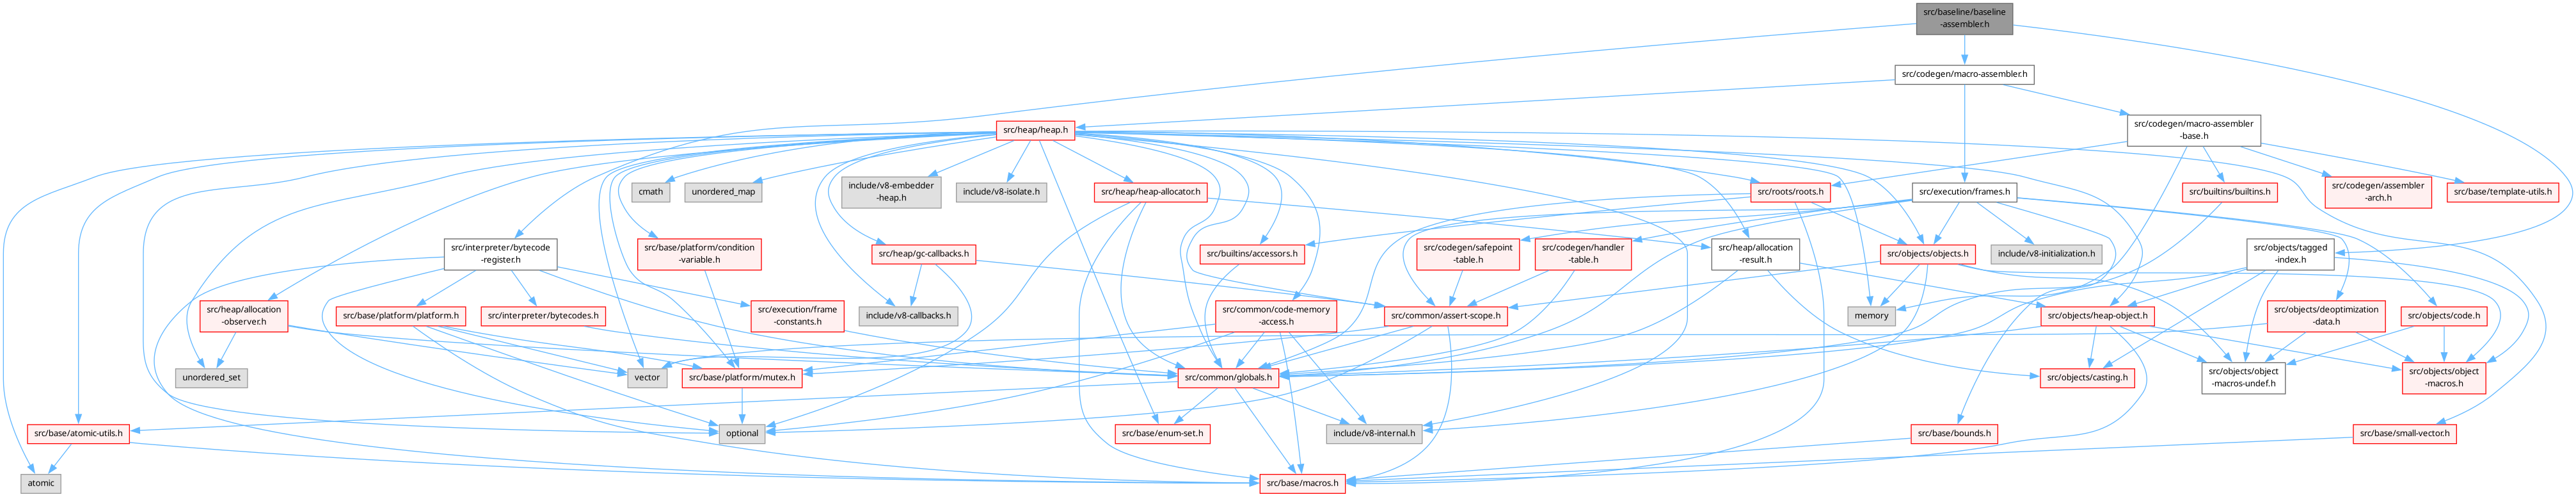 src/baseline/baseline
-assembler.h
src/codegen/macro-assembler.h
src/heap/heap.h
src/codegen/macro-assembler
-base.h
cmath
unordered_map
include/v8-embedder
-heap.h
include/v8-isolate.h
src/heap/heap-allocator.h
src/roots/roots.h
src/execution/frames.h
src/builtins/builtins.h
src/codegen/assembler
-arch.h
src/base/template-utils.h
src/interpreter/bytecode
-register.h
src/base/platform/condition
-variable.h
src/heap/gc-callbacks.h
src/builtins/accessors.h
src/codegen/safepoint
-table.h
src/codegen/handler
-table.h
src/heap/allocation
-result.h
src/objects/objects.h
include/v8-initialization.h
src/objects/tagged
-index.h
src/heap/allocation
-observer.h
src/base/platform/platform.h
src/interpreter/bytecodes.h
src/execution/frame
-constants.h
include/v8-callbacks.h
src/common/code-memory
-access.h
src/common/assert-scope.h
memory
src/objects/heap-object.h
src/objects/deoptimization
-data.h
src/objects/code.h
unordered_set
vector
src/base/platform/mutex.h
src/common/globals.h
src/objects/casting.h
src/objects/object
-macros-undef.h
src/objects/object
-macros.h
src/base/atomic-utils.h
optional
src/base/enum-set.h
include/v8-internal.h
src/base/bounds.h
src/base/small-vector.h
atomic
src/base/macros.h